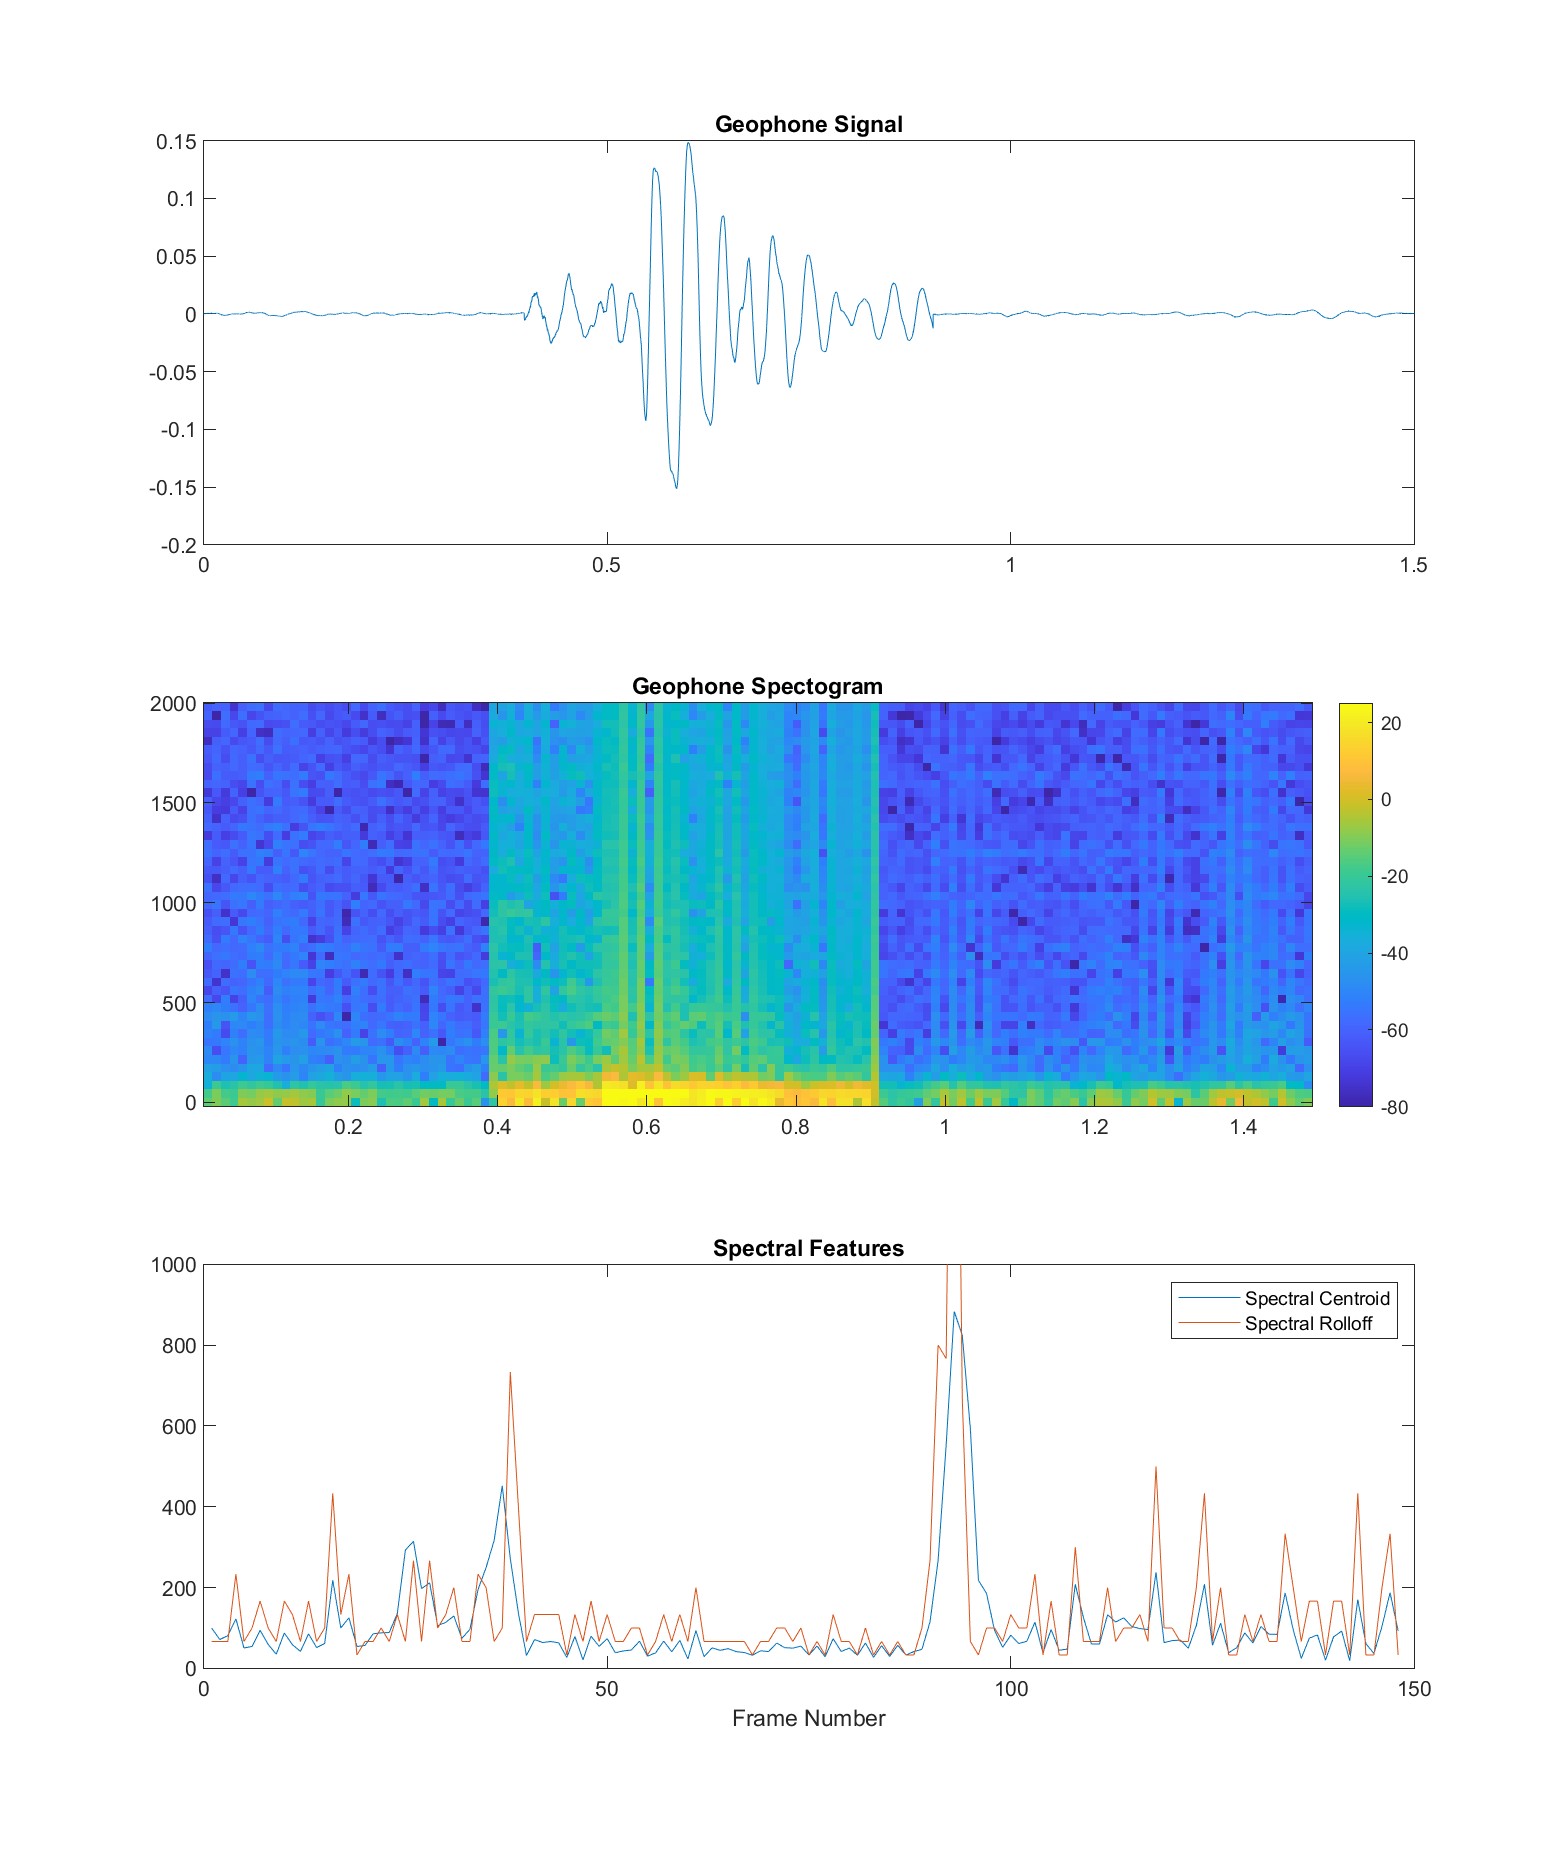 Geophone Signal
0.15
0.1
0.05
0
-0.05
-0.1
-0.15
-0.2
0 0.5 1 1.5
Geophone Spectogram
2000
1500
1000
500
0
0.2 0.4 0.6 0.8 1 1.2 1.4
20
0
-20
-40
-60
-80
Spectral Features
1000
800
600
400
200
0
0 50 100 150
Spectral Centroid
Spectral Rolloff
Frame Number